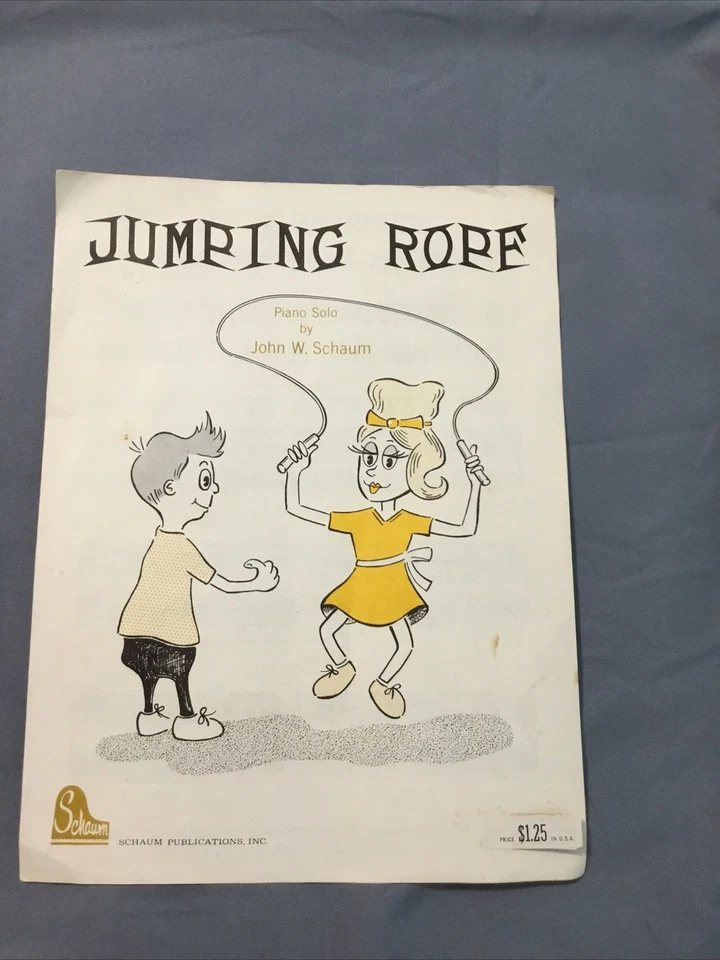 JUMPING ROPE
Piano Solo
by
John W. Schaum
Schaum
SCHAUM PUBLICATIONS, INC.
PRICE $1.25 IN U.S.A.